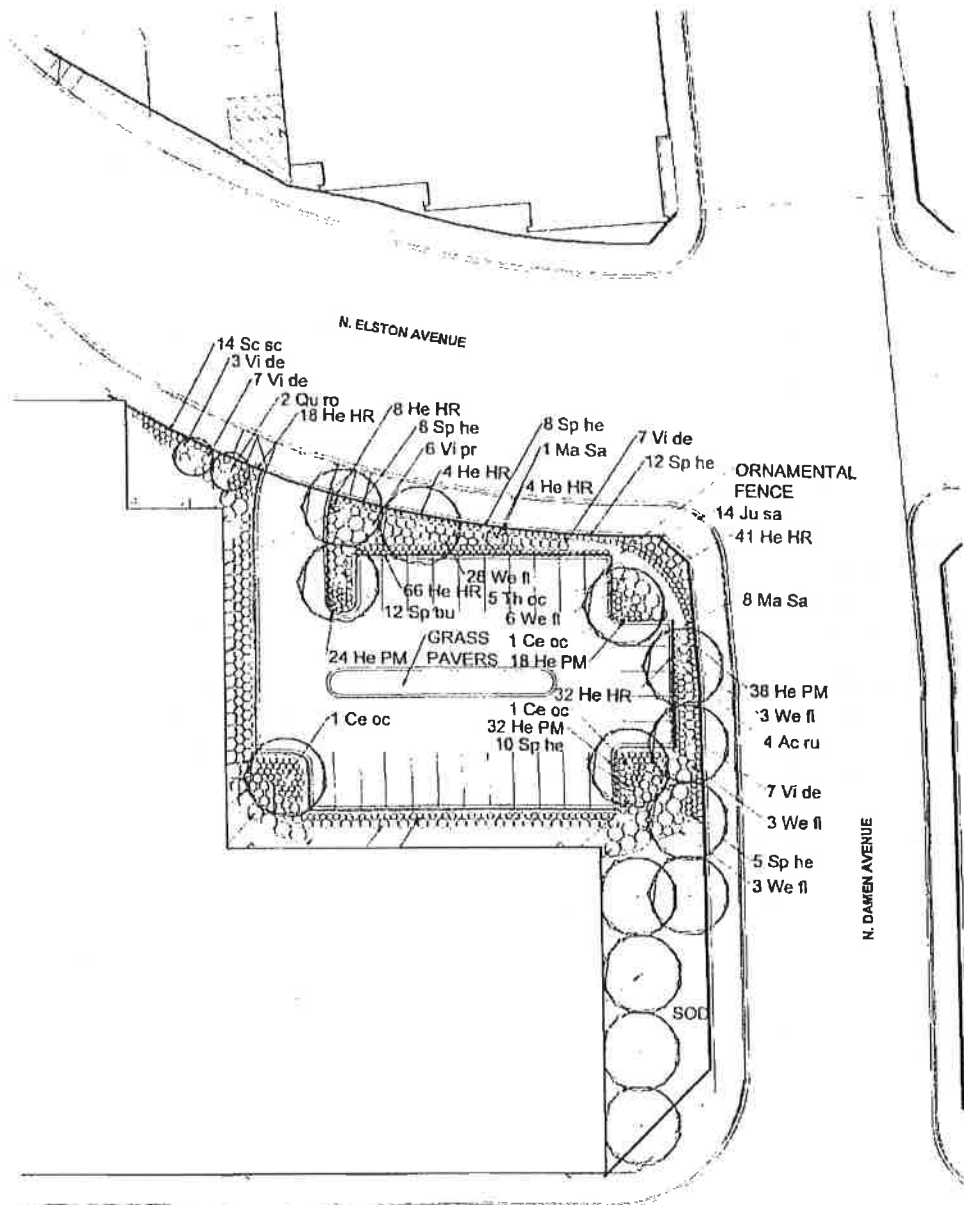 N. ELSTON AVENUE
14 Sc sc
3 Vi de
7 Vi de
2 Qu ro
18 He HR
8 He HR
8 Sp he
6 Vi pr
4 He HR
8 Sp he
1 Ma Sa
4 He HR
7 Vi de
12 Sp he
ORNAMENTAL
FENCE
14 Ju sa
41 He HR
8 Ma Sa
28 We fl
66 He HR
5 Th oc
12 Sp bu
6 We fl
GRASS
PAVERS
1 Ce oc
24 He PM
18 He PM
32 He HR
38 He PM
1 Ce oc
1 Ce oc
3 We fl
32 He PM
4 Ac ru
10 Sp he
7 Vi de
3 We fl
5 Sp he
3 We fl
N. DAMEN AVENUE
SOD